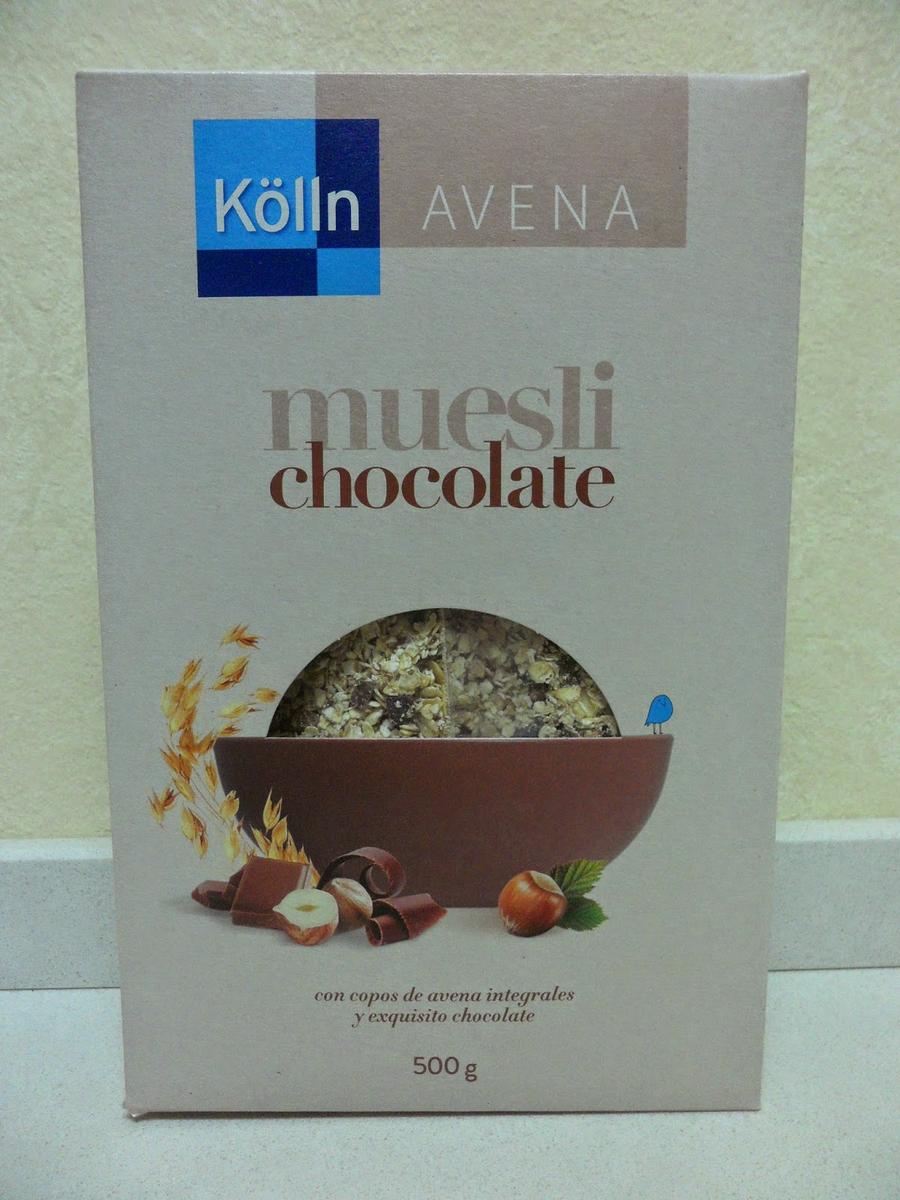 Kölln AVENA
muesli
chocolate
con copos de avena integrales
y exquisito chocolate
500 g